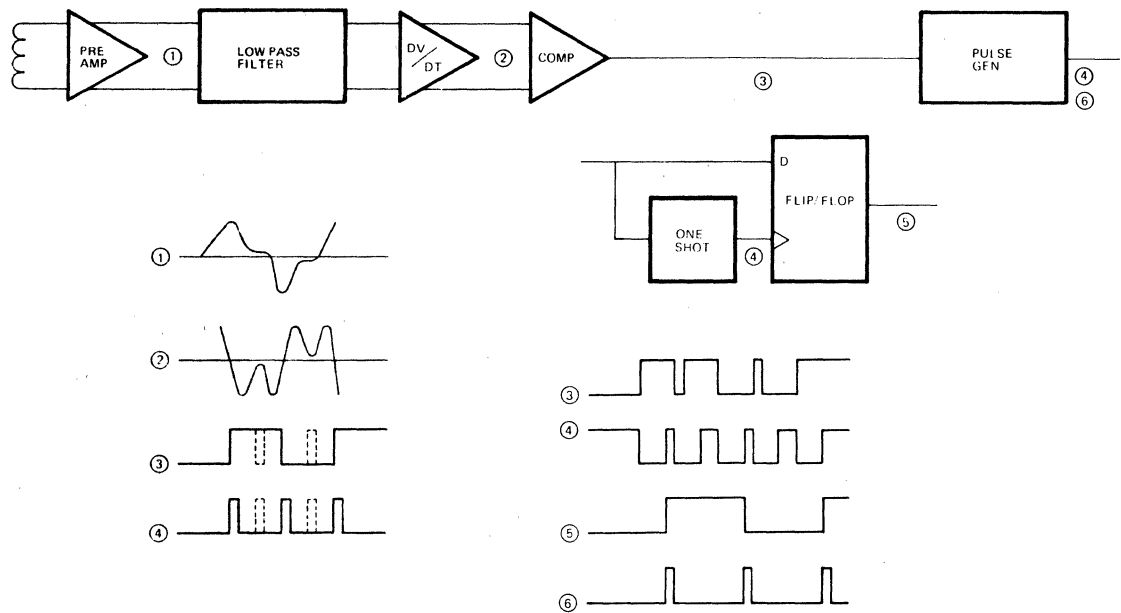 PRE
AMP
①
LOW PASS
FILTER
DV/DT
②
COMP
③
PULSE
GEN
④
⑥
D
FLIP/FLOP
⑤
ONE
SHOT
④
①
②
③
④
③
④
⑤
⑥